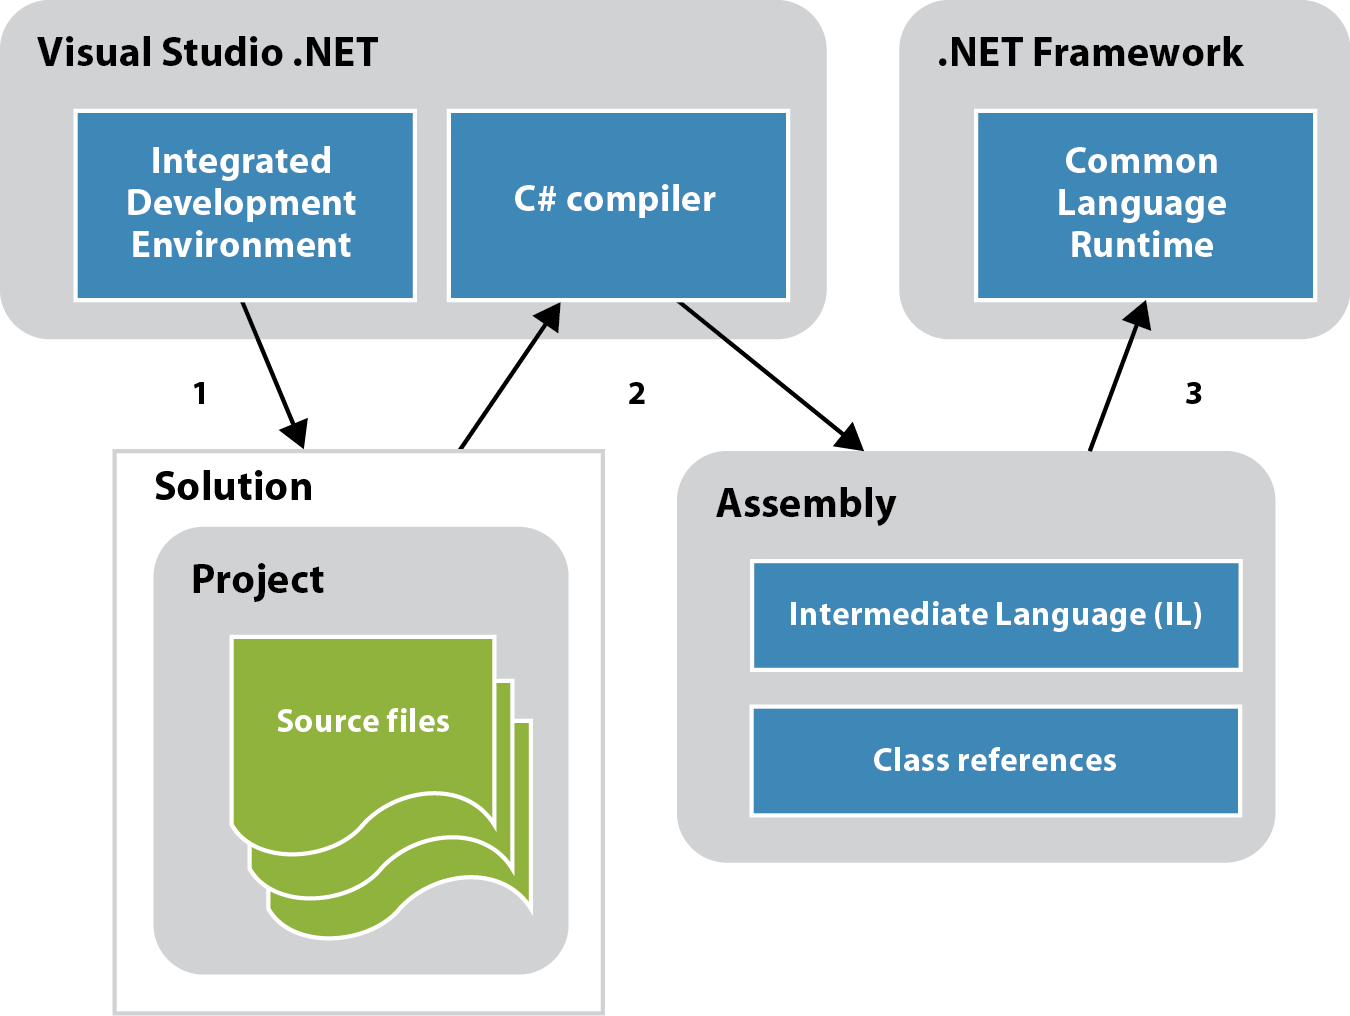 Visual Studio .NET
Integrated
Development
Environment
C# compiler
.NET Framework
Common
Language
Runtime
1
2
3
Solution
Project
Source files
Assembly
Intermediate Language (IL)
Class references